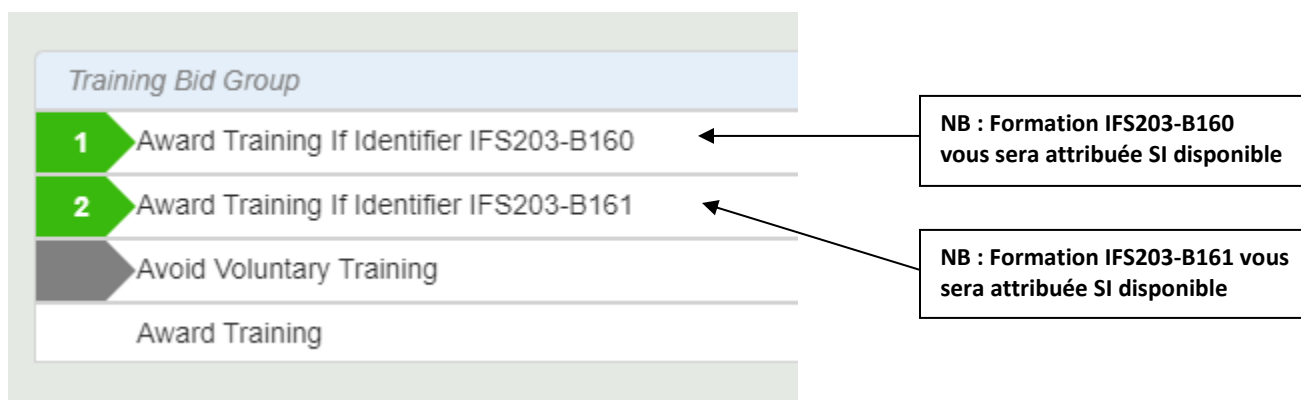 Training Bid Group
1 Award Training If Identifier IFS203-B160
2 Award Training If Identifier IFS203-B161
Avoid Voluntary Training
Award Training
NB : Formation IFS203-B160
vous sera attribuée SI disponible
NB : Formation IFS203-B161 vous
sera attribuée SI disponible